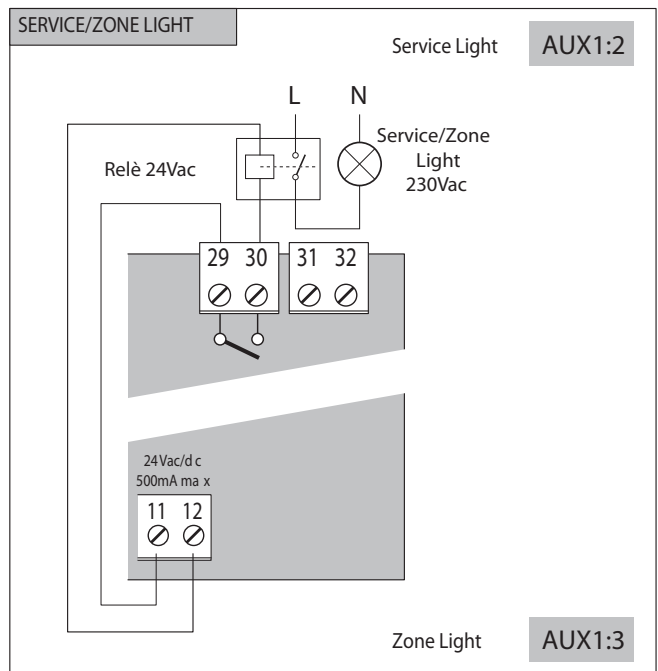 SERVICE/ZONE LIGHT
Service Light AUX1:2
L N
Relè 24Vac
Service/Zone
Light
230Vac
29 30 31 32
24Vac/d c
500mA ma x
11 12
Zone Light AUX1:3